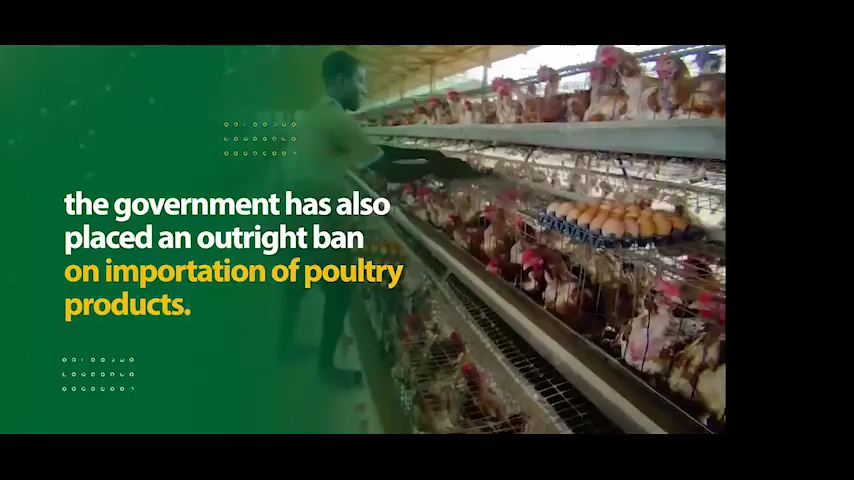 the government has also
placed an outright ban
on importation of poultry
products.